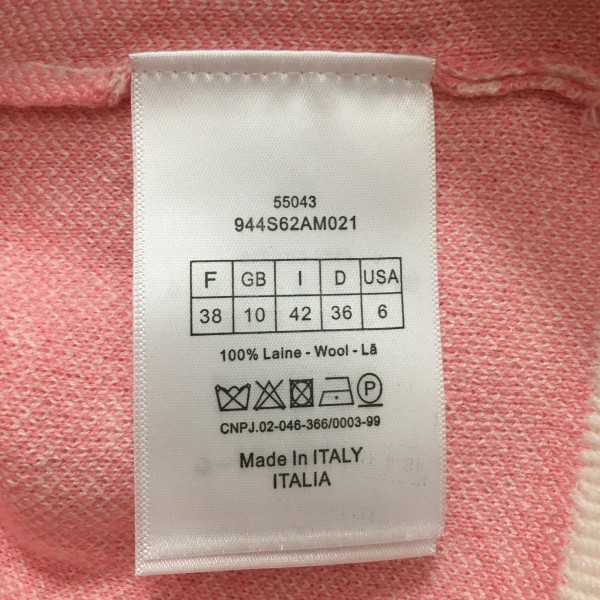 55043
944S62AM021
F GB I D USA
38 10 42 36 6
100% Laine - Wool - Lã
P
CNPJ.02-046-366/0003-99
Made In ITALY
ITALIA